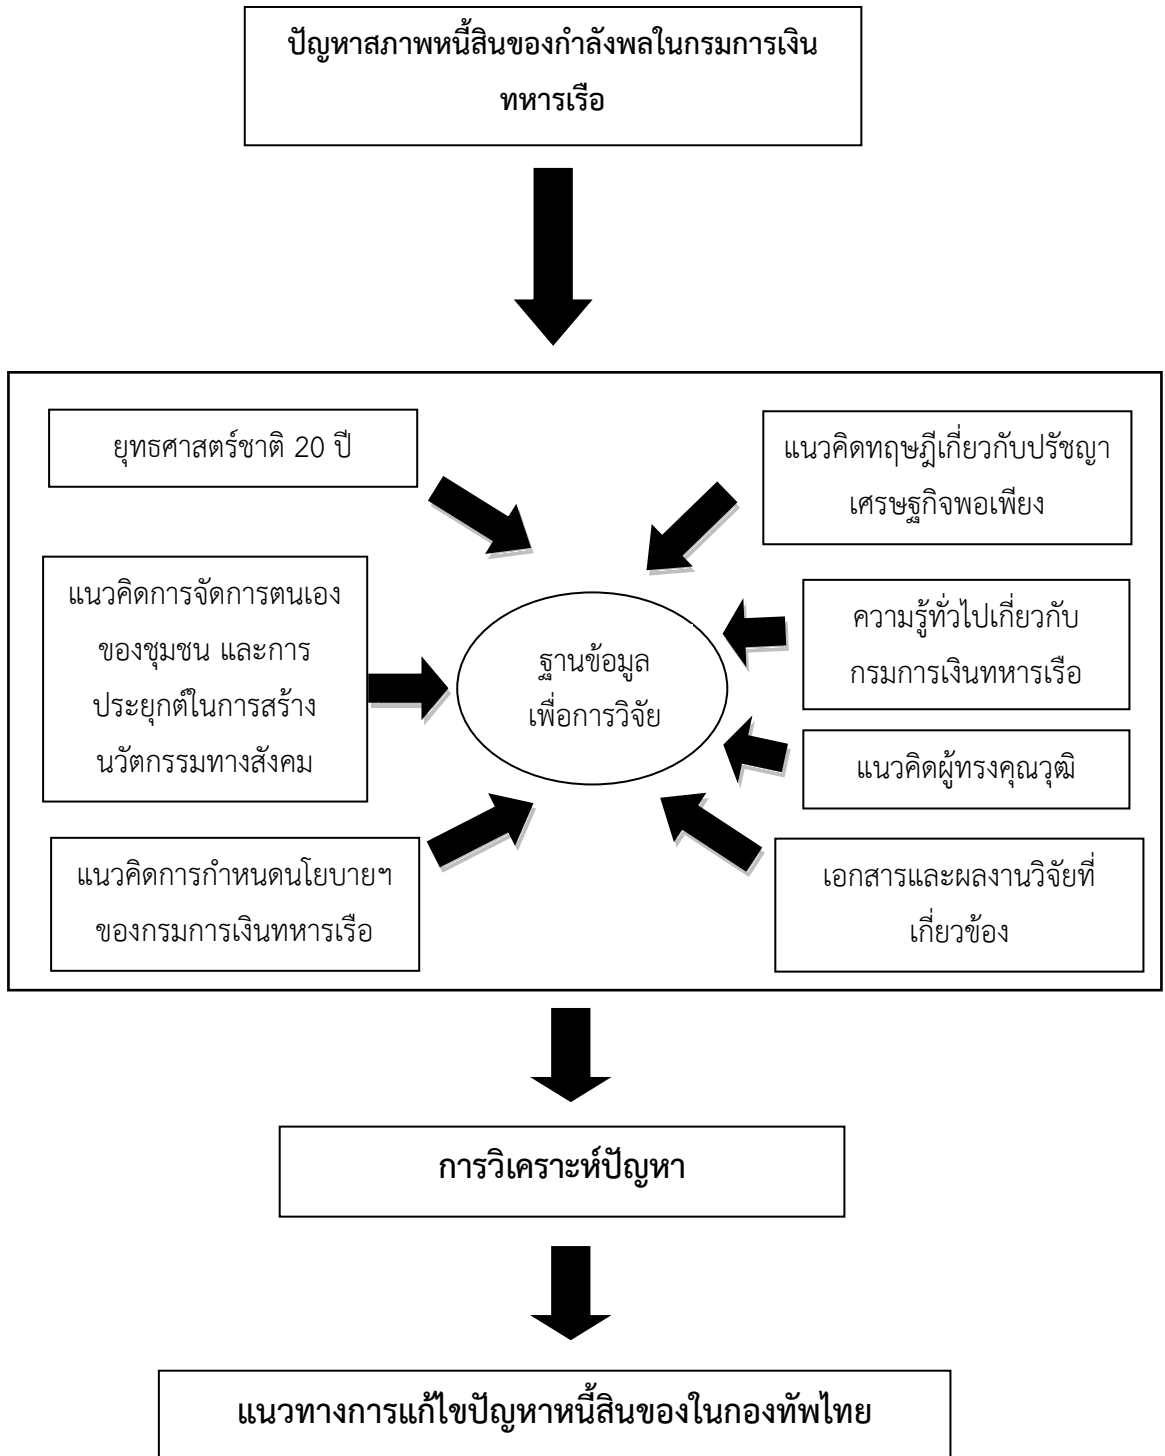 ปัญหาสภาพหนี้สินของกำลังพลในกรมการเงิน
ทหารเรือ
ยุทธศาสตร์ชาติ 20 ปี
แนวคิดทฤษฎีเกี่ยวกับปรัชญา
เศรษฐกิจพอเพียง
แนวคิดการจัดการตนเอง
ของชุมชน และการ
ประยุกต์ในการสร้าง
นวัตกรรมทางสังคม
ฐานข้อมูล
เพื่อการวิจัย
ความรู้ทั่วไปเกี่ยวกับ
กรมการเงินทหารเรือ
แนวคิดผู้ทรงคุณวุฒิ
แนวคิดการกำหนดนโยบายฯ
ของกรมการเงินทหารเรือ
เอกสารและผลงานวิจัยที่
เกี่ยวข้อง
การวิเคราะห์ปัญหา
แนวทางการแก้ไขปัญหาหนี้สินของในกองทัพไทย